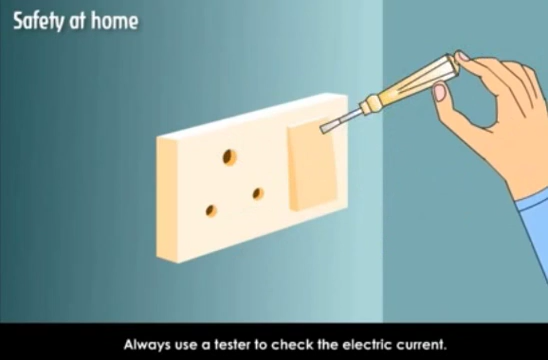 Safety at home
Always use a tester to check the electric current.